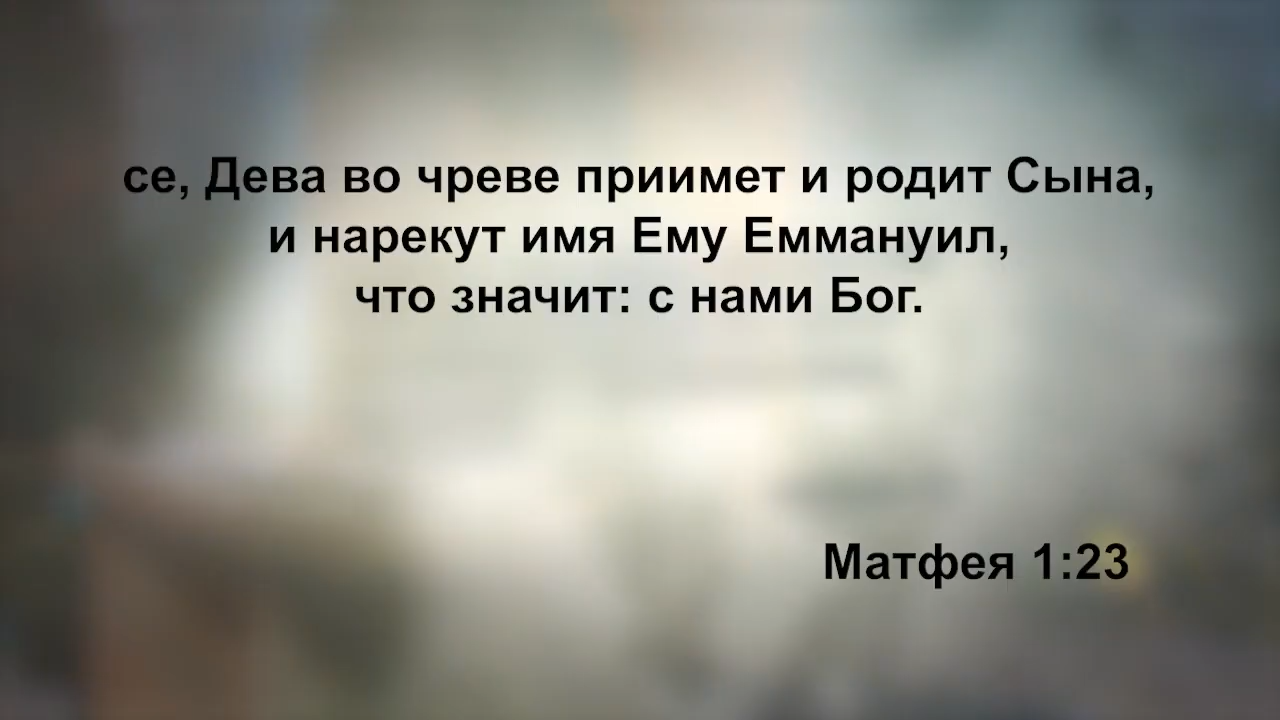 се, Дева во чреве приимет и родит Сына,
и нарекут имя Ему Еммануил,
что значит: с нами Бог.
Матфея 1:23